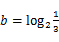 b = log₂ 1/3